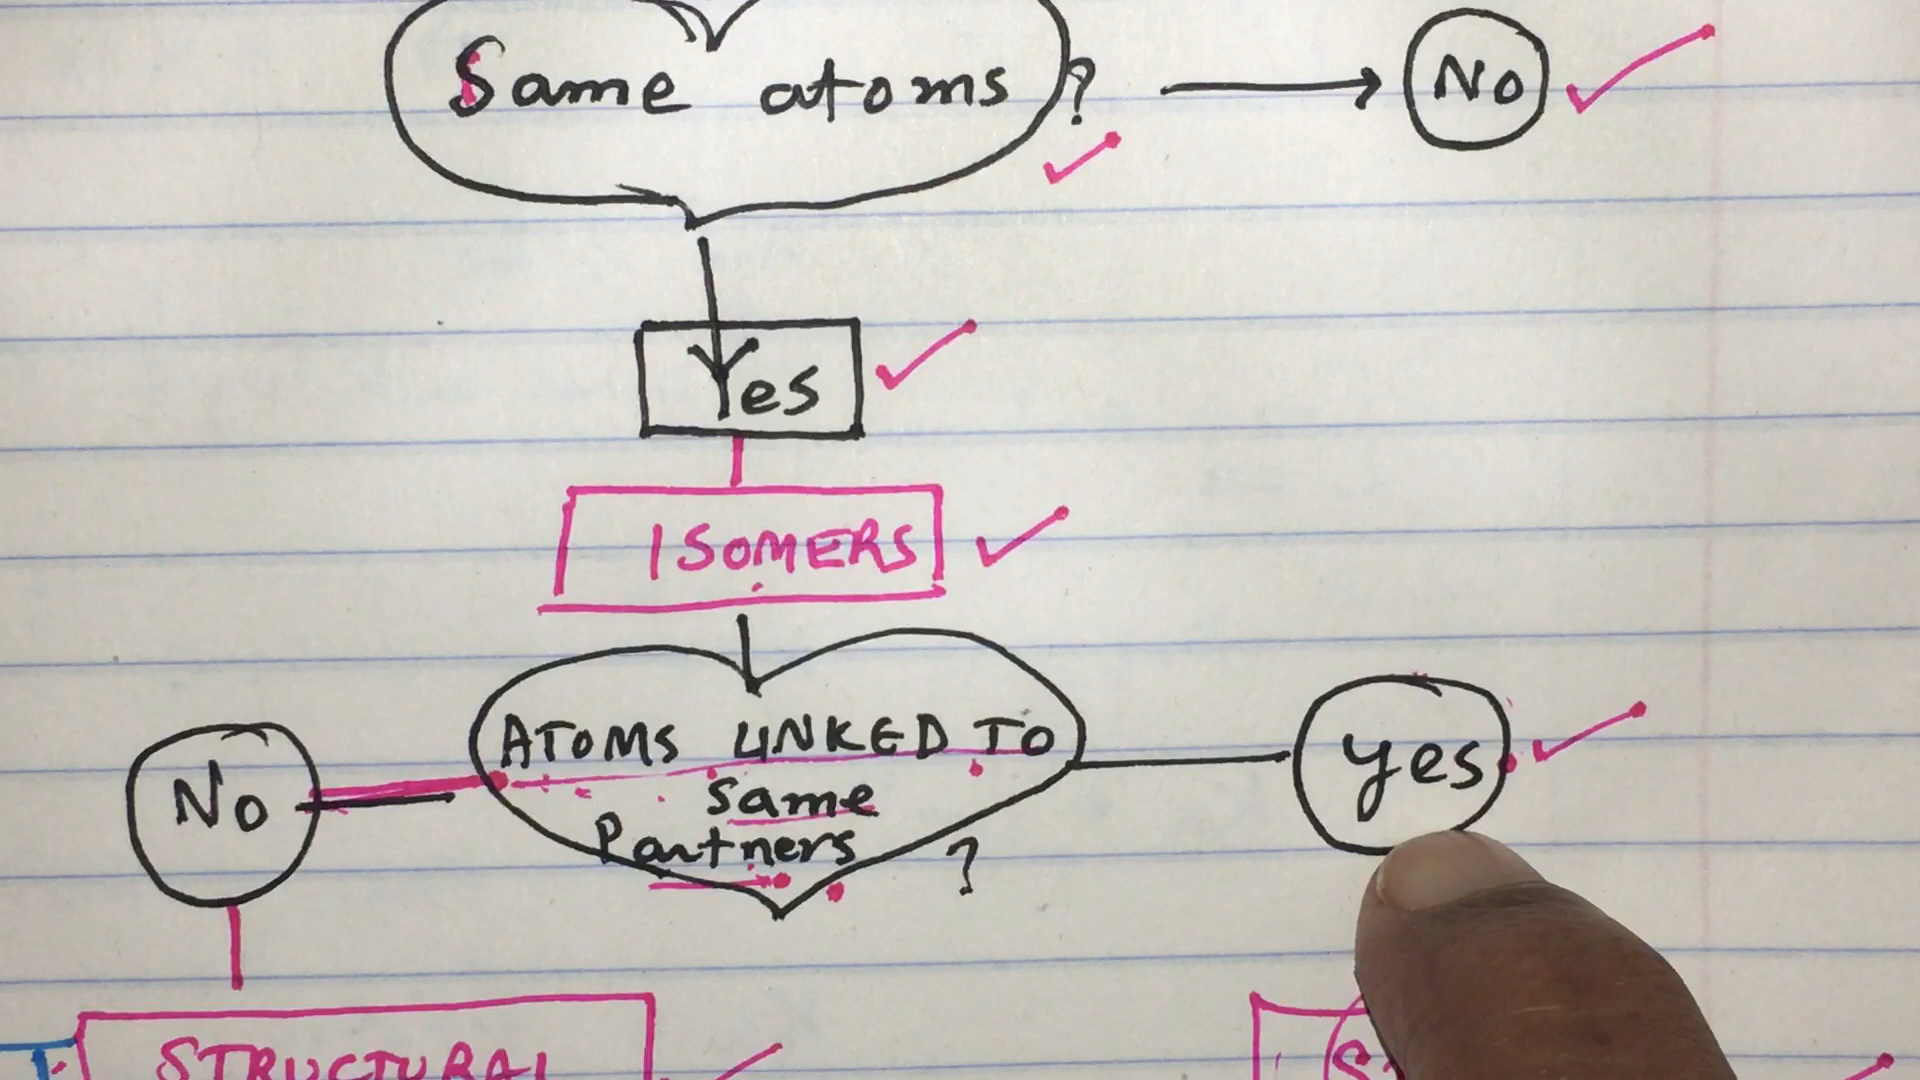 Same atoms ?
No
Yes
ISOMERS
ATOMS LINKED TO
Same
Partners ?
No
Yes
STRUCTURAL